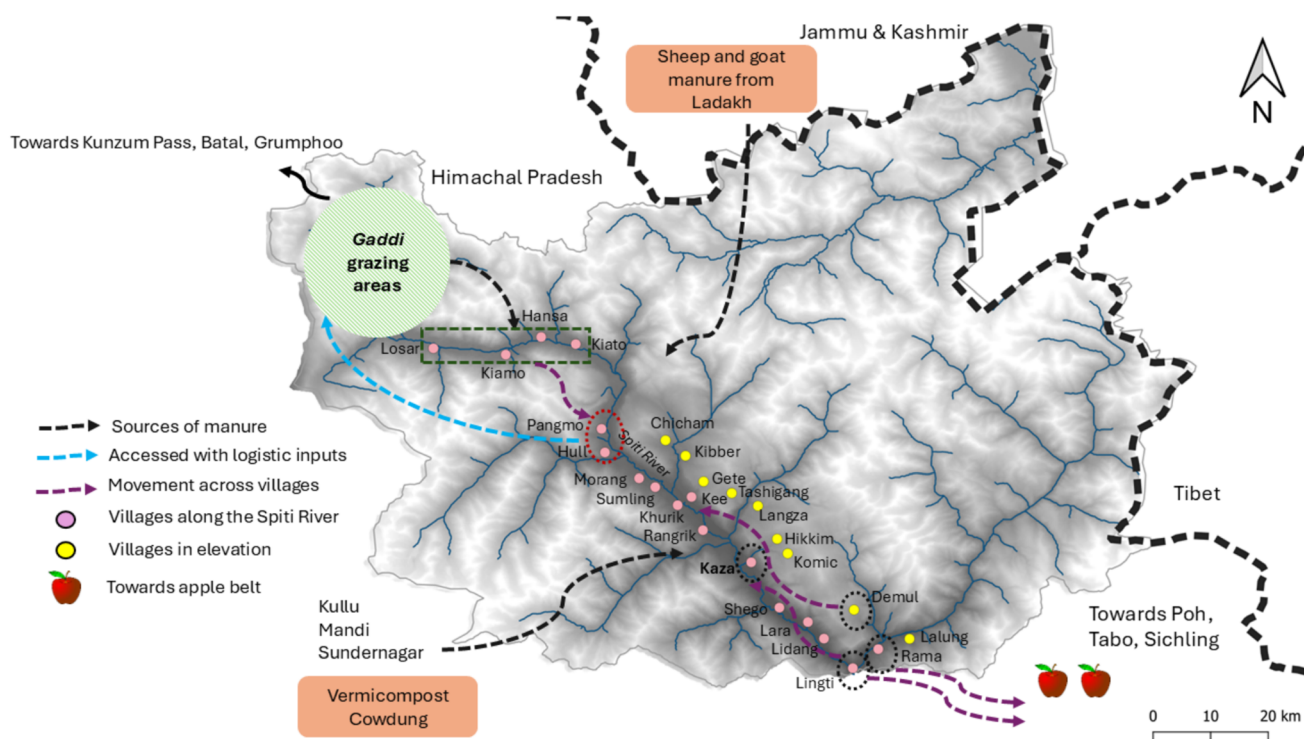 Jammu & Kashmir
Sheep and goat
manure from
Ladakh
N
Towards Kunzum Pass, Batal, Grumphoo
Himachal Pradesh
Gaddi
grazing
areas
Hansa
Losar
Kiato
Kiamo
Pangmo
Chicham
Spiti River
Hull
Kibber
Morang
Gete
Sumling
Kee
Tashigang
Khurik
Langza
Rangrik
Hikkim
Komic
Kaza
Demul
Shego
Lara
Lalung
Lidang
Rama
Lingti
Tibet
Sources of manure
Accessed with logistic inputs
Movement across villages
Villages along the Spiti River
Villages in elevation
Towards apple belt
Kullu
Mandi
Sundernagar
Vermicompost
Cowdung
Towards Poh,
Tabo, Sichling
0 10 20 km